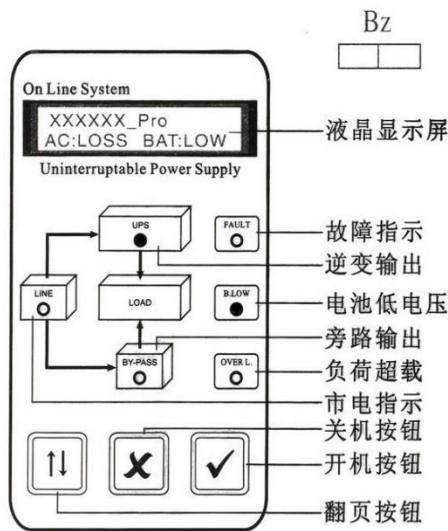 Bz
On Line System
XXXXXX_Pro
AC:LOSS BAT:LOW
液晶显示屏
Uninterruptable Power Supply
UPS
FAULT
故障指示
逆变输出
LINE
LOAD
B.LOW
电池低电压
旁路输出
BY-PASS
OVER L.
负荷超载
市电指示
关机按钮
开机按钮
翻页按钮